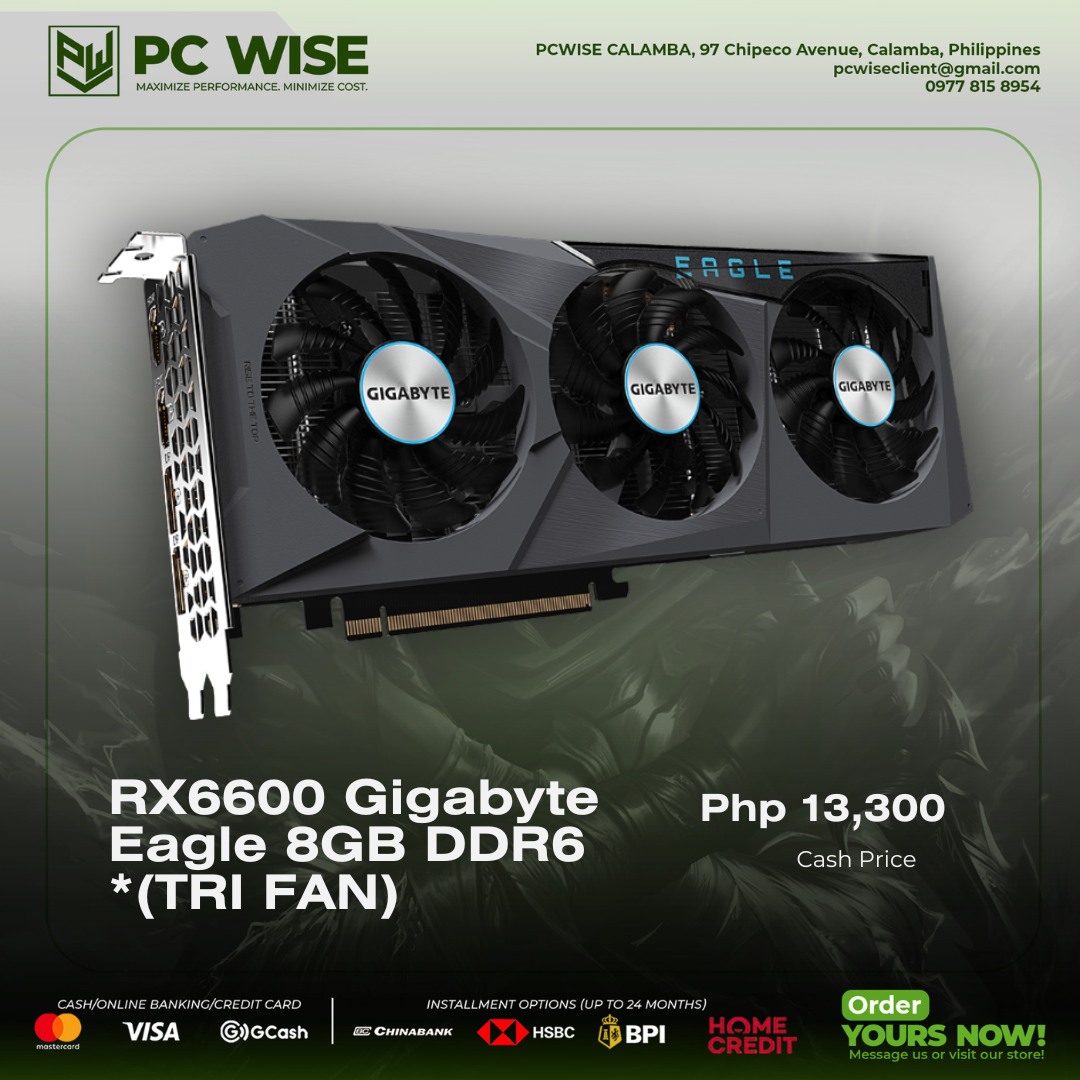 PW
PC WISE
MAXIMIZE PERFORMANCE. MINIMIZE COST.
PCWISE CALAMBA, 97 Chipeco Avenue, Calamba, Philippines
pcwiseclient@gmail.com
0977 815 8954
EAGLE
GIGABYTE
GIGABYTE
GIGABYTE
RX6600 Gigabyte
Eagle 8GB DDR6
*(TRI FAN)
Php 13,300
Cash Price
CASH/ONLINE BANKING/CREDIT CARD
mastercard
VISA
GCash
INSTALLMENT OPTIONS (UP TO 24 MONTHS)
CHINABANK
HSBC
BPI
HOME
CREDIT
Order
YOURS NOW!
Message us or visit our store!